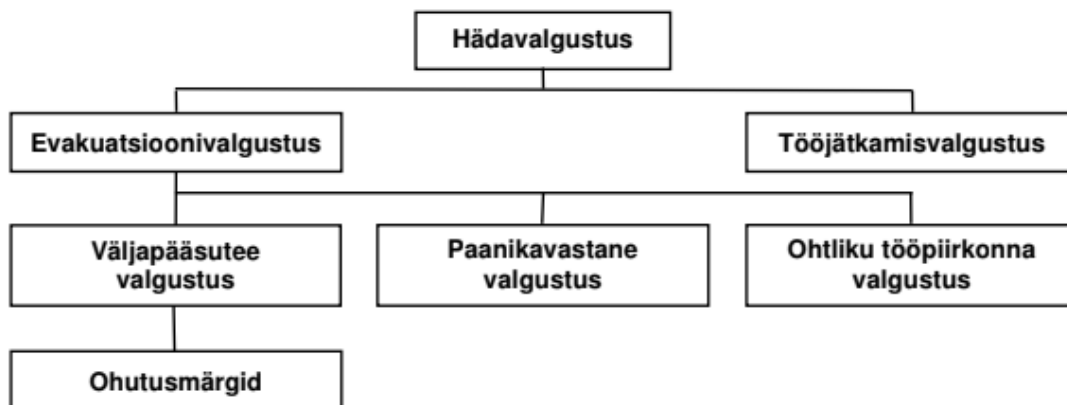 Hädavalgustus
Evakuatsioonivalgustus
Tööjätkamisvalgustus
Väljapääsutee
valgustus
Paanikavastane
valgustus
Ohtliku tööpiirkonna
valgustus
Ohutusmärgid